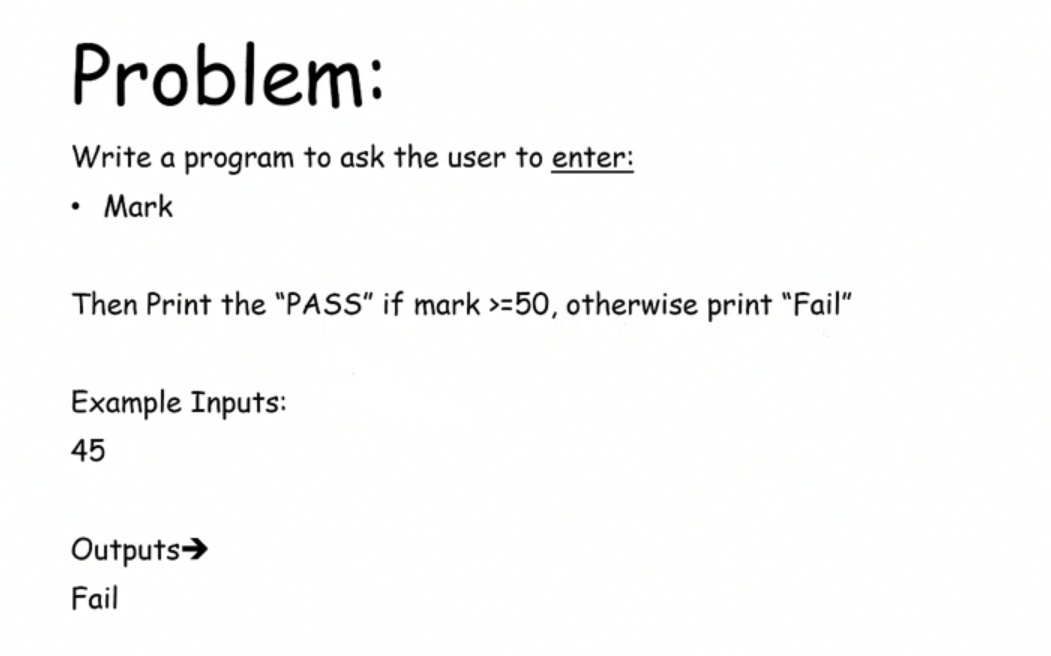 Problem:
Write a program to ask the user to enter:
• Mark
Then Print the “PASS” if mark >=50, otherwise print “Fail”
Example Inputs:
45
Outputs➔
Fail